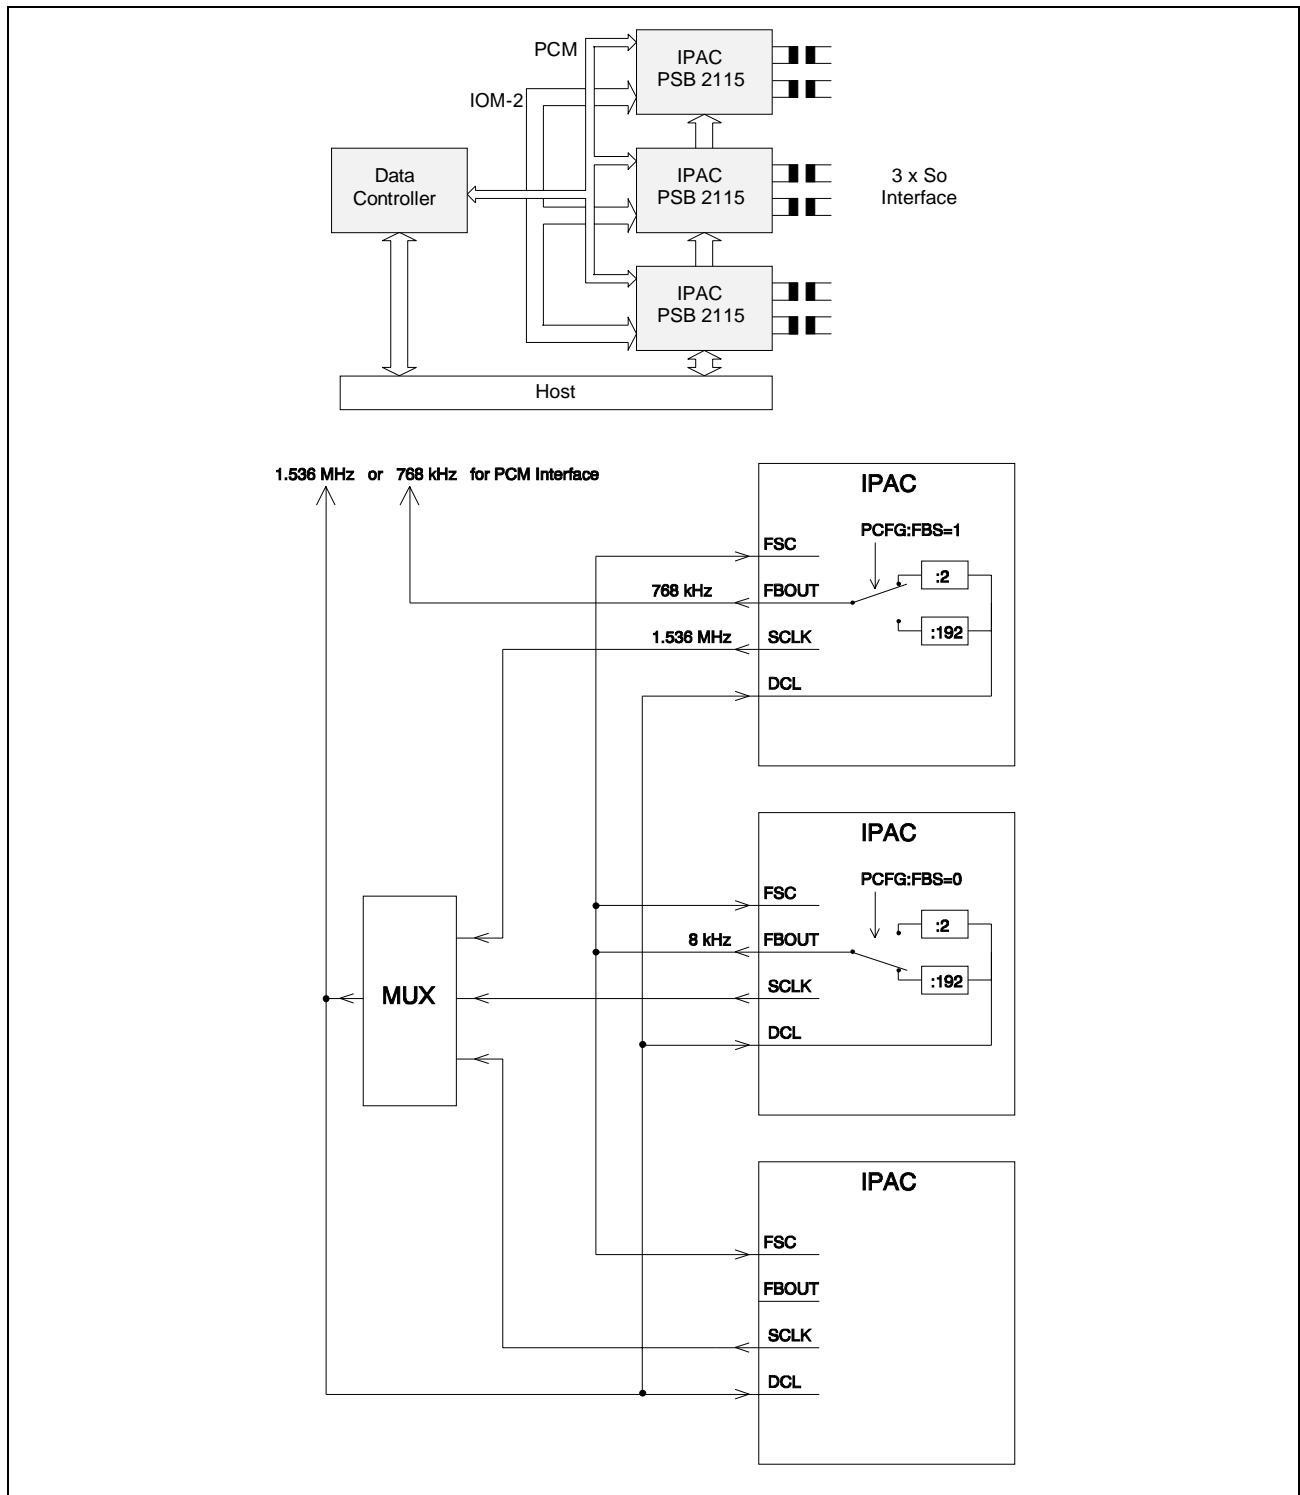 PCM
IPAC
PSB 2115
IOM-2
Data
Controller
IPAC
PSB 2115
3 x So
Interface
IPAC
PSB 2115
Host
1.536 MHz or 768 kHz for PCM Interface
IPAC
PCFG:FBS=1
FSC
:2
768 kHz
FBOUT
:192
1.536 MHz
SCLK
DCL
IPAC
PCFG:FBS=0
FSC
:2
8 kHz
FBOUT
:192
MUX
SCLK
DCL
IPAC
FSC
FBOUT
SCLK
DCL